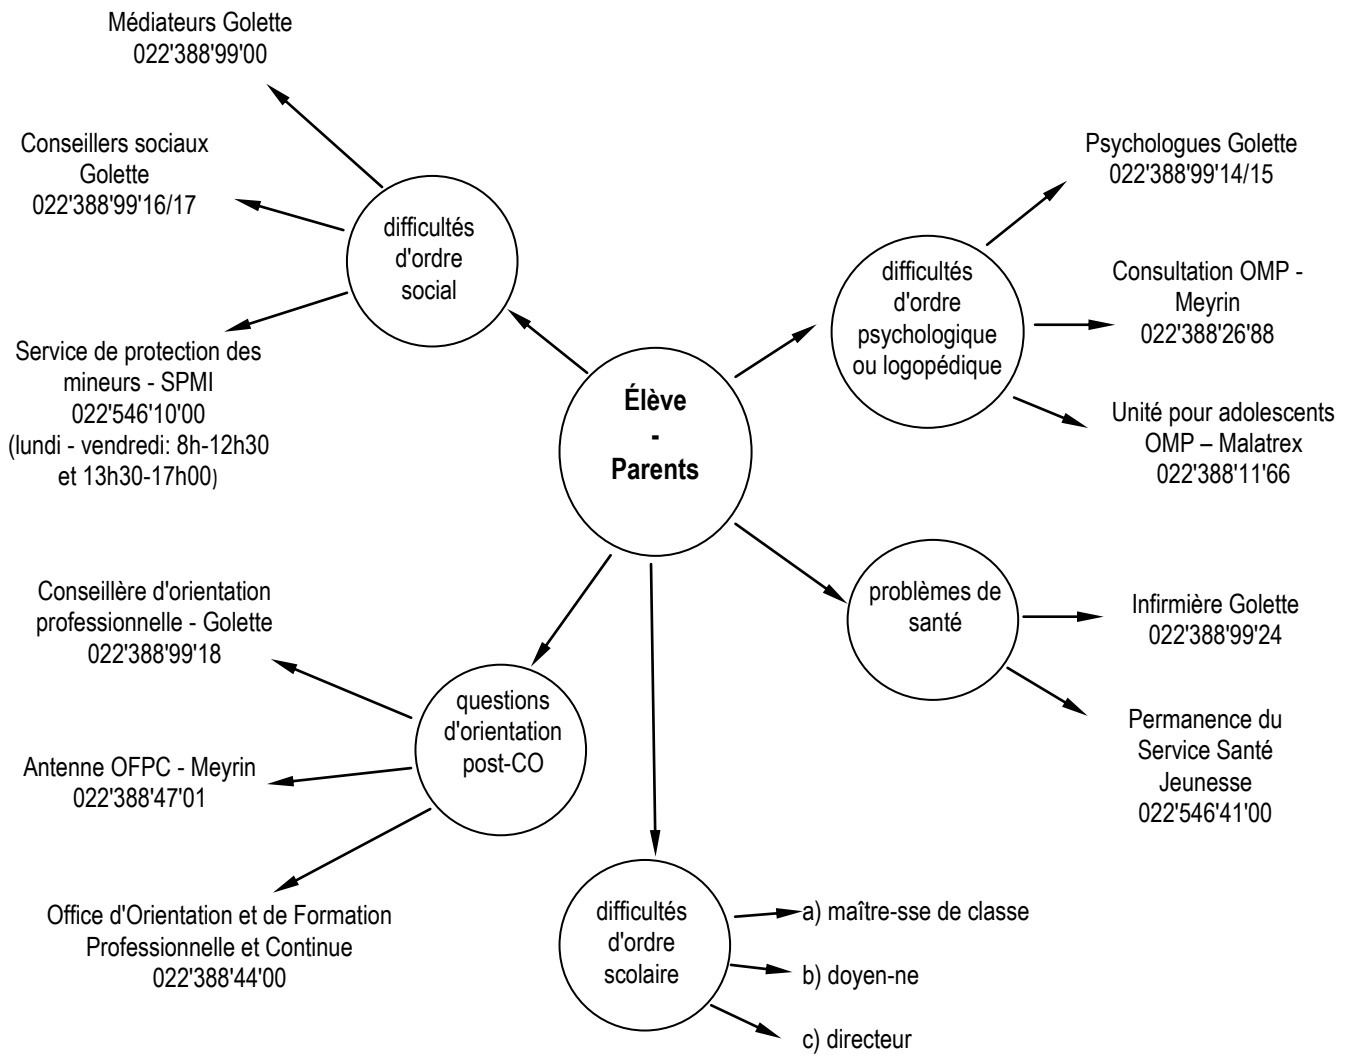 Médiateurs Golette
022'388'99'00
Conseillers sociaux
Golette
022'388'99'16/17
Service de protection des
mineurs - SPMI
022'546'10'00
(lundi - vendredi: 8h-12h30
et 13h30-17h00)
difficultés
d'ordre
social
Psychologues Golette
022'388'99'14/15
Consultation OMP -
Meyrin
022'388'26'88
Unité pour adolescents
OMP – Malatrex
022'388'11'66
difficultés
d'ordre
psychologique
ou logopédique
Élève
-
Parents
problèmes de
santé
Infirmière Golette
022'388'99'24
Permanence du
Service Santé
Jeunesse
022'546'41'00
Conseillère d'orientation
professionnelle - Golette
022'388'99'18
Antenne OFPC - Meyrin
022'388'47'01
Office d'Orientation et de Formation
Professionnelle et Continue
022'388'44'00
questions
d'orientation
post-CO
difficultés
d'ordre
scolaire
a) maître-sse de classe
b) doyen-ne
c) directeur